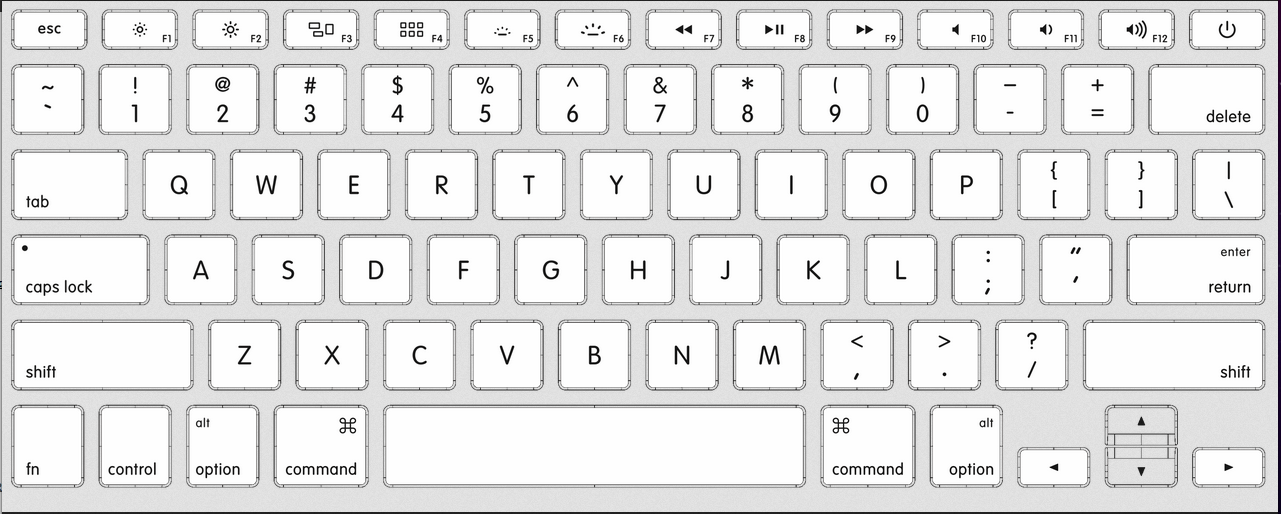 esc F1 F2 F3 F4 F5 F6 F7 F8 F9 F10 F11 F12
~ ! @ # $ % ^ & * ( ) – +
` 1 2 3 4 5 6 7 8 9 0 - = delete
tab Q W E R T Y U I O P { [ } ] | \
caps lock A S D F G H J K L : ; " ' enter return
shift Z X C V B N M < , > . ? / shift
fn control alt option ⌘ command ⌘ command alt option ◀ ▲ ▼ ▶